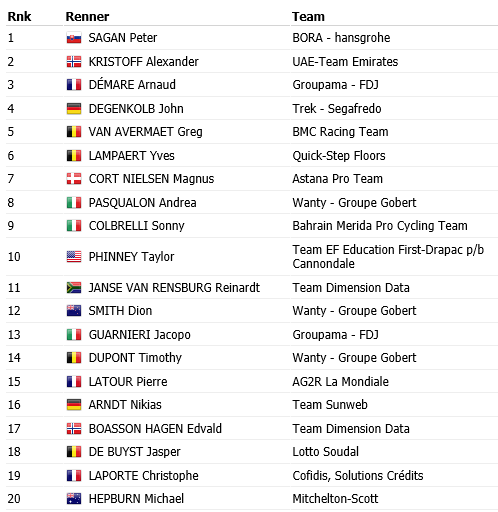 Rnk Renner Team
1 SAGAN Peter BORA - hansgrohe
2 KRISTOFF Alexander UAE-Team Emirates
3 DÉMARE Arnaud Groupama - FDJ
4 DEGENKOLB John Trek - Segafredo
5 VAN AVERMAET Greg BMC Racing Team
6 LAMPAERT Yves Quick-Step Floors
7 CORT NIELSEN Magnus Astana Pro Team
8 PASQUALON Andrea Wanty - Groupe Gobert
9 COLBRELLI Sonny Bahrain Merida Pro Cycling Team
10 PHINNEY Taylor Team EF Education First-Drapac p/b
Cannondale
11 JANSE VAN RENSBURG Reinardt Team Dimension Data
12 SMITH Dion Wanty - Groupe Gobert
13 GUARNIERI Jacopo Groupama - FDJ
14 DUPONT Timothy Wanty - Groupe Gobert
15 LATOUR Pierre AG2R La Mondiale
16 ARNDT Nikias Team Sunweb
17 BOASSON HAGEN Edvald Team Dimension Data
18 DE BUYST Jasper Lotto Soudal
19 LAPORTE Christophe Cofidis, Solutions Crédits
20 HEPBURN Michael Mitchelton-Scott